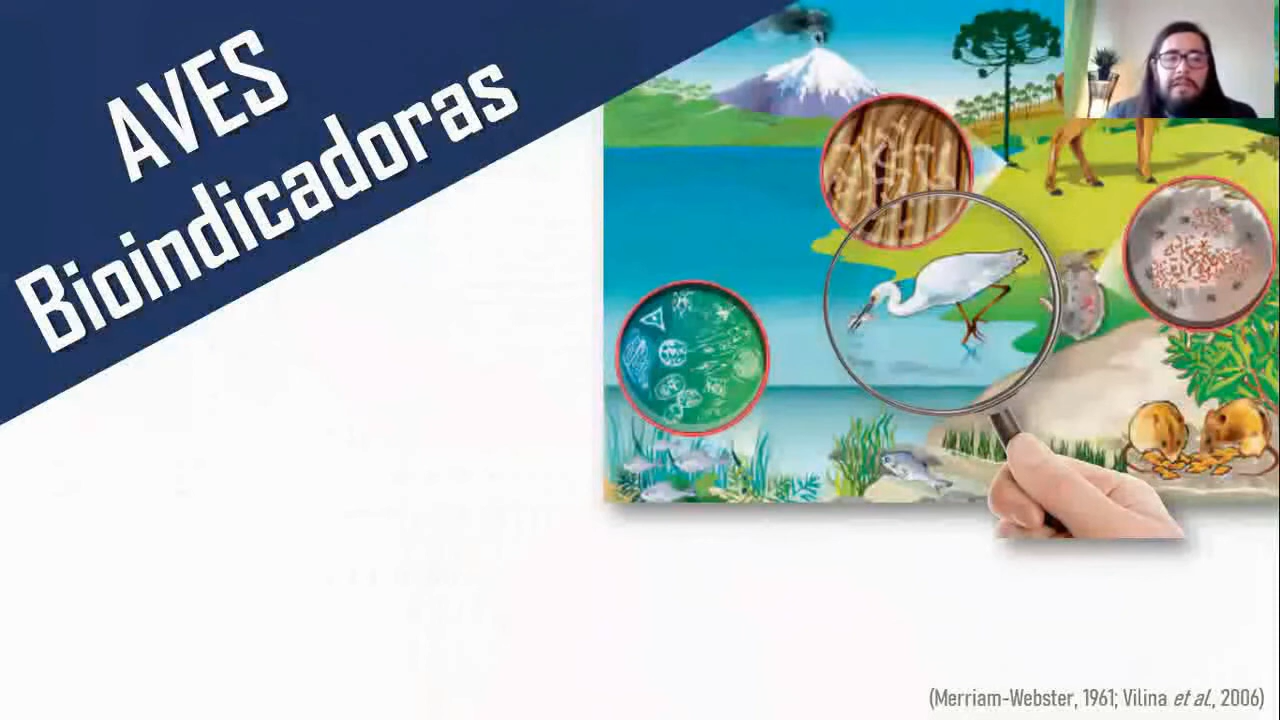 AVES
Bioindicadoras
(Merriam-Webster, 1961; Vilina et al., 2006)